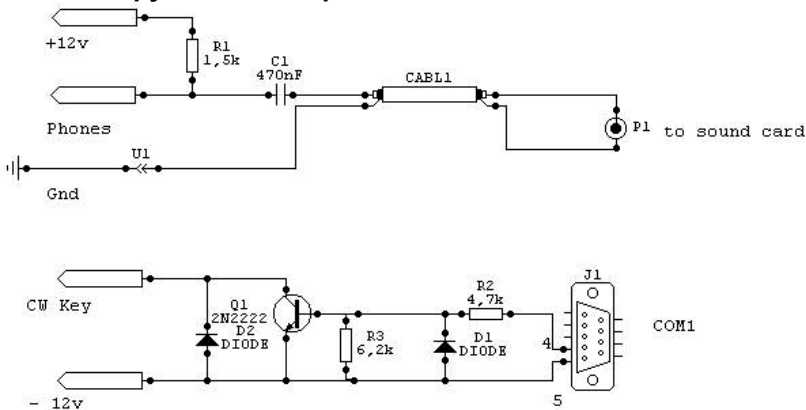 +12v
R1
1,5k
C1
470nF
CABL1
Phones
P1 to sound card
U1
Gnd
J1
R2
4,7k
CW Key
Q1
2N2222
D2
DIODE
R3
6,2k
D1
DIODE
4
COM1
- 12v
5